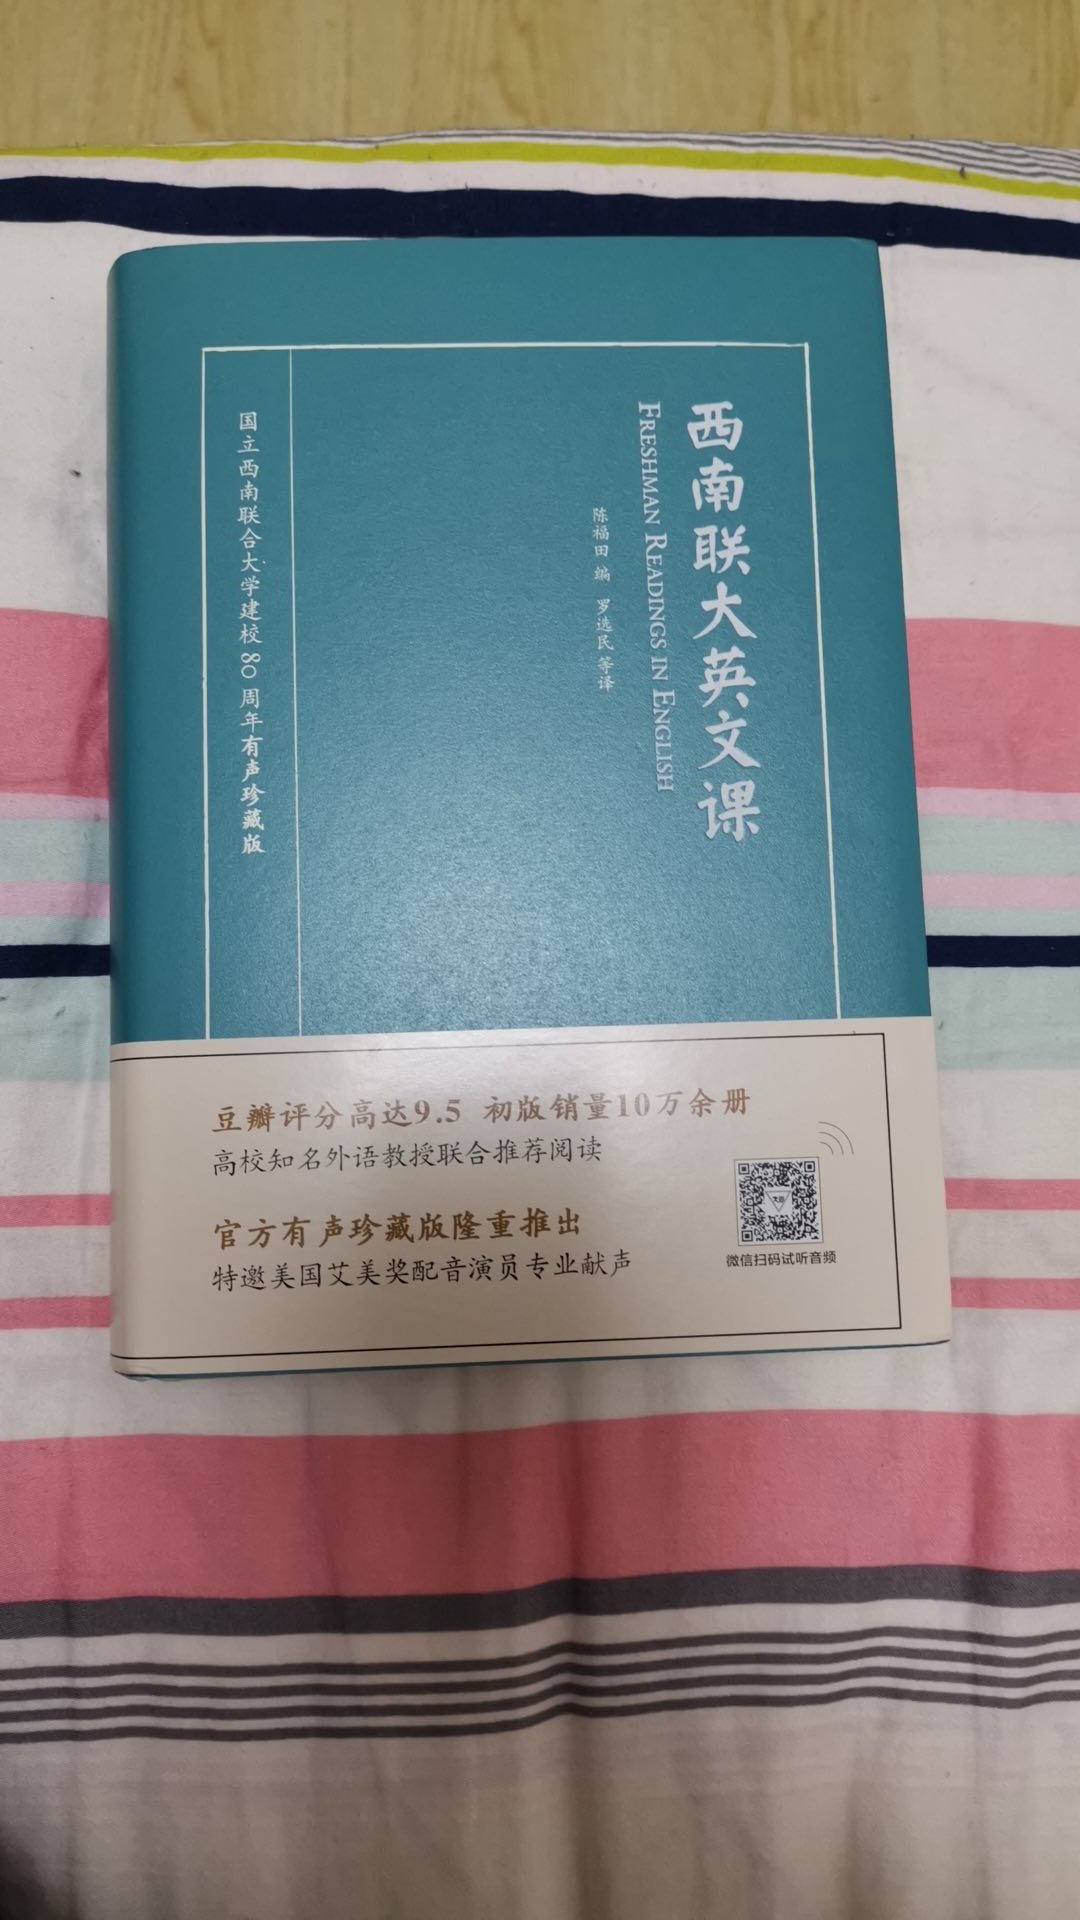 西南联大英文课
FRESHMAN READINGS IN ENGLISH
陈福田 编 罗选民 等译
国立西南联合大学建校80周年有声珍藏版
豆瓣评分高达9.5 初版销量10万余册
高校知名外语教授联合推荐阅读
官方有声珍藏版隆重推出
特邀美国艾美奖配音演员专业献声
微信扫码试听音频